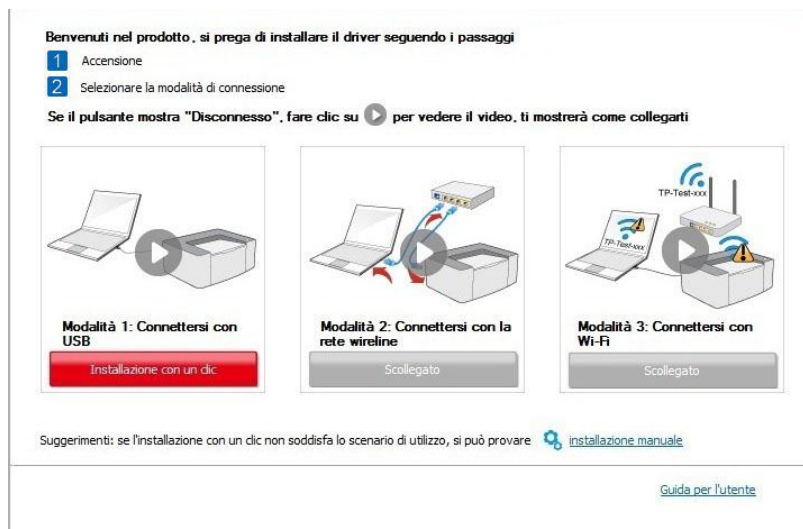 Benvenuti nel prodotto, si prega di installare il driver seguendo i passaggi
1 Accensione
2 Selezionare la modalità di connessione
Se il pulsante mostra "Disconnesso", fare clic su per vedere il video, ti mostrerà come collegarti
TP-Test-xxx
TP-Test-xxx
Modalità 1: Connettersi con
USB
Installazione con un clic
Modalità 2: Connettersi con la
rete wireline
Scollegato
Modalità 3: Connettersi con
Wi-Fi
Scollegato
Suggerimenti: se l'installazione con un clic non soddisfa lo scenario di utilizzo, si può provare installazione manuale
Guida per l'utente